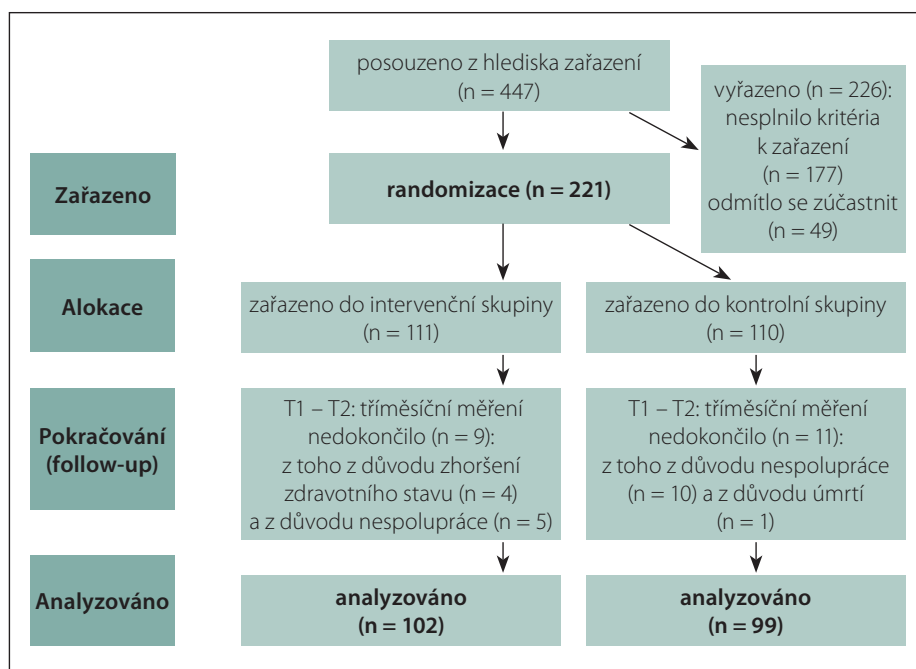 posouzeno z hlediska zařazení
(n = 447)
vyřazeno (n = 226):
nesplnilo kritéria
k zařazení
(n = 177)
odmítlo se zúčastnit
(n = 49)
Zařazeno
randomizace (n = 221)
Alokace
zařazeno do intervenční skupiny
(n = 111)
zařazeno do kontrolní skupiny
(n = 110)
Pokračování
(follow-up)
T1 – T2: tříměsíční měření
nedokončilo (n = 9):
z toho z důvodu zhoršení
zdravotního stavu (n = 4)
a z důvodu nespolupráce (n = 5)
T1 – T2: tříměsíční měření
nedokončilo (n = 11):
z toho z důvodu nespolupráce
(n = 10) a z důvodu úmrtí
(n = 1)
Analyzováno
analyzováno
(n = 102)
analyzováno
(n = 99)